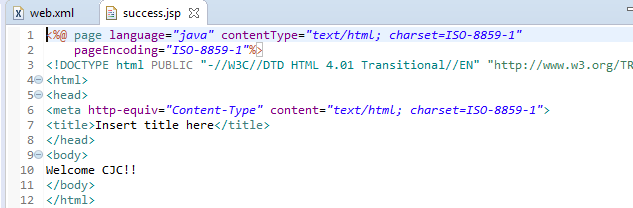 web.xml success.jsp
1 <%@ page language="java" contentType="text/html; charset=ISO-8859-1"
2 pageEncoding="ISO-8859-1"%>
3 <!DOCTYPE html PUBLIC "-//W3C//DTD HTML 4.01 Transitional//EN" "http://www.w3.org/TR
4 <html>
5 <head>
6 <meta http-equiv="Content-Type" content="text/html; charset=ISO-8859-1">
7 <title>Insert title here</title>
8 </head>
9 <body>
10 Welcome CJC!!
11 </body>
12 </html>